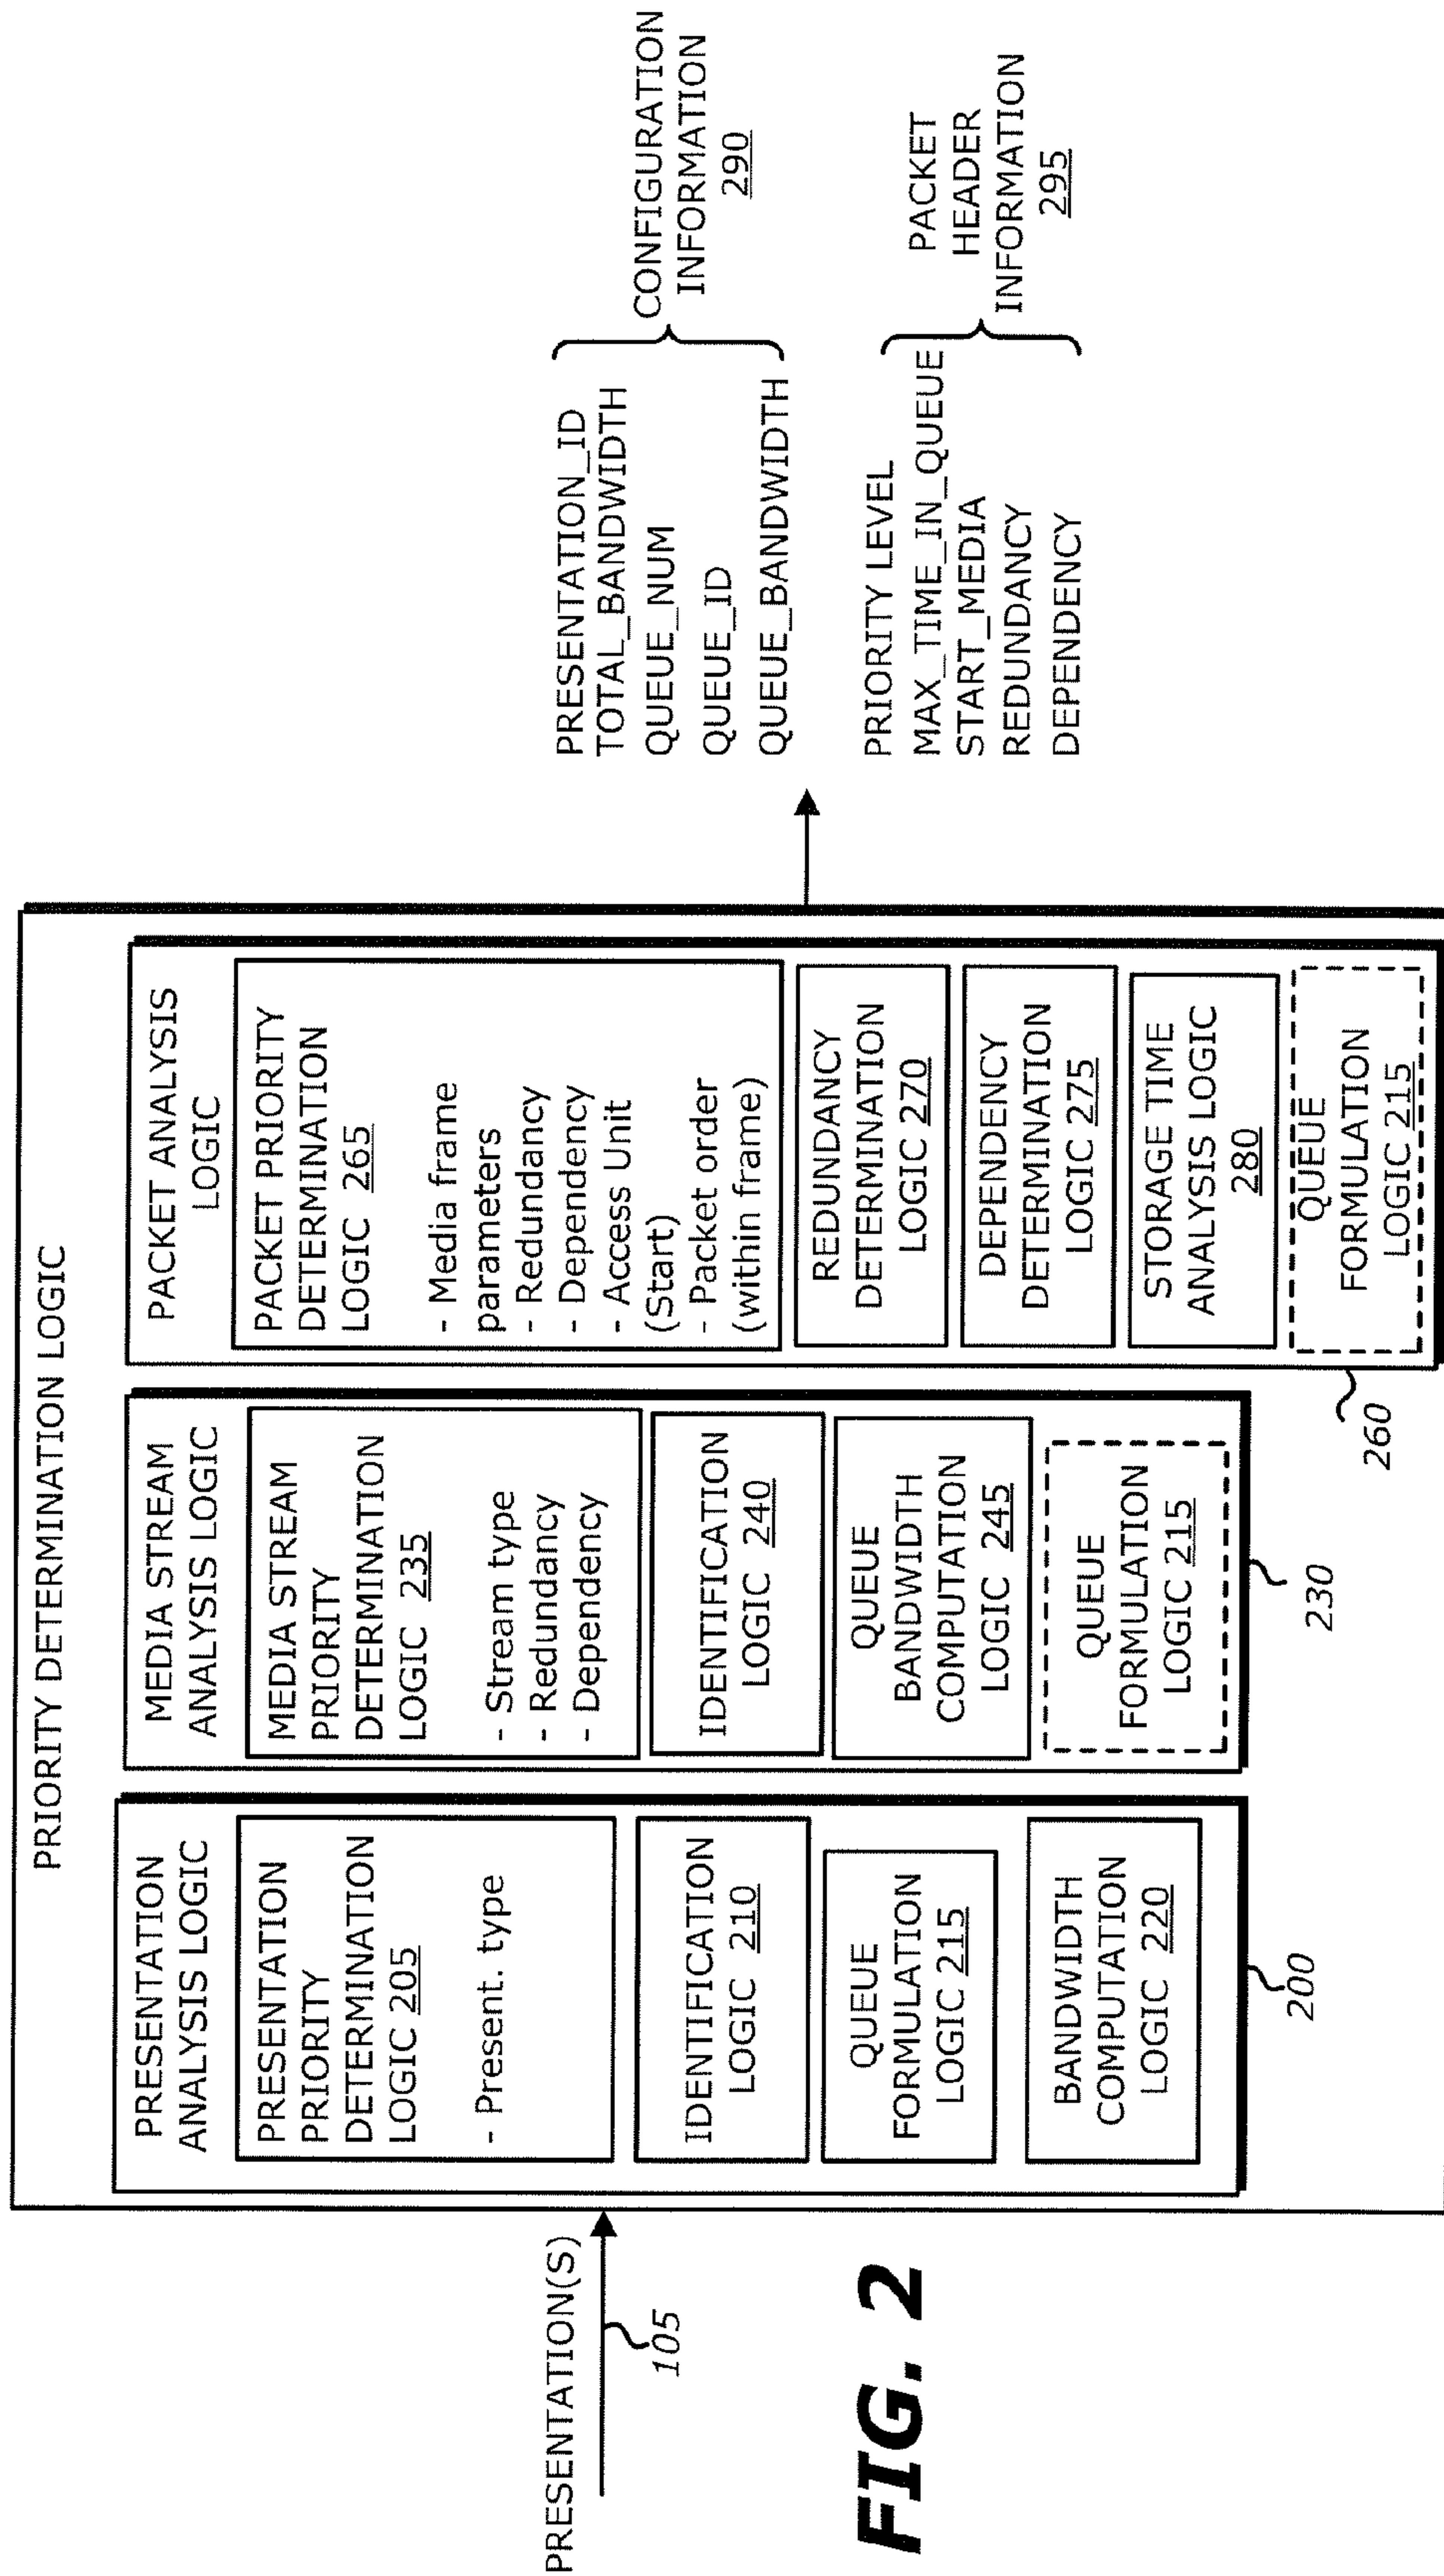 PRIORITY DETERMINATION LOGIC
PRESENTATION(S)
105
PRESENTATION
ANALYSIS LOGIC
PRESENTATION
PRIORITY
DETERMINATION
LOGIC 205
- Present. type
IDENTIFICATION
LOGIC 210
QUEUE
FORMULATION
LOGIC 215
BANDWIDTH
COMPUTATION
LOGIC 220
200
MEDIA STREAM
ANALYSIS LOGIC
MEDIA STREAM
PRIORITY
DETERMINATION
LOGIC 235
- Stream type
- Redundancy
- Dependency
IDENTIFICATION
LOGIC 240
QUEUE
BANDWIDTH
COMPUTATION
LOGIC 245
QUEUE
FORMULATION
LOGIC 215
230
PACKET ANALYSIS
LOGIC
PACKET PRIORITY
DETERMINATION
LOGIC 265
- Media frame
parameters
- Redundancy
- Dependency
- Access Unit
(Start)
- Packet order
(within frame)
REDUNDANCY
DETERMINATION
LOGIC 270
DEPENDENCY
DETERMINATION
LOGIC 275
STORAGE TIME
ANALYSIS LOGIC
280
QUEUE
FORMULATION
LOGIC 215
260
PRESENTATION_ID
TOTAL_BANDWIDTH
QUEUE_NUM
QUEUE_ID
QUEUE_BANDWIDTH
CONFIGURATION
INFORMATION
290
PRIORITY LEVEL
MAX_TIME_IN_QUEUE
START_MEDIA
REDUNDANCY
DEPENDENCY
PACKET
HEADER
INFORMATION
295
FIG. 2